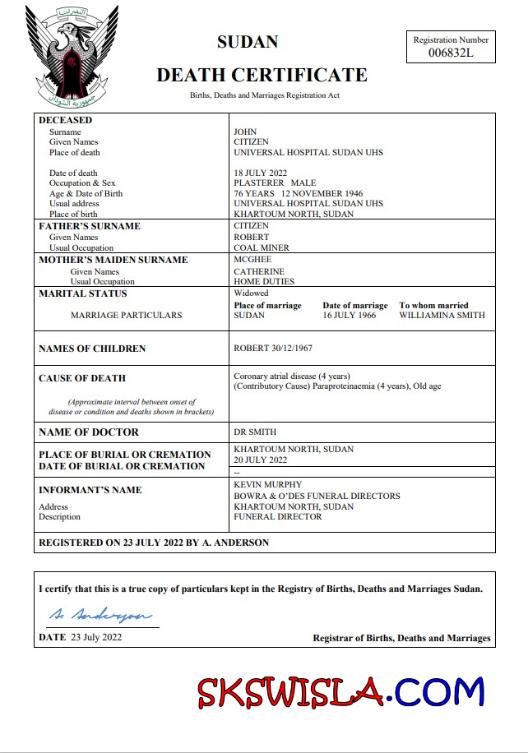 جمهورية السودان
SUDAN
DEATH CERTIFICATE
Births, Deaths and Marriages Registration Act
Registration Number
006832L
DECEASED
Surname JOHN
Given Names CITIZEN
Place of death UNIVERSAL HOSPITAL SUDAN UHS
Date of death 18 JULY 2022
Occupation & Sex PLASTERER MALE
Age & Date of Birth 76 YEARS 12 NOVEMBER 1946
Usual address UNIVERSAL HOSPITAL SUDAN UHS
Place of birth KHARTOUM NORTH, SUDAN
FATHER'S SURNAME CITIZEN
Given Names ROBERT
Usual Occupation COAL MINER
MOTHER'S MAIDEN SURNAME MCGHEE
Given Names CATHERINE
Usual Occupation HOME DUTIES
MARITAL STATUS Widowed
Place of marriage Date of marriage To whom married
MARRIAGE PARTICULARS SUDAN 16 JULY 1966 WILLIAMINA SMITH
NAMES OF CHILDREN ROBERT 30/12/1967
CAUSE OF DEATH Coronary atrial disease (4 years)
(Contributory Cause) Paraproteinaemia (4 years), Old age
(Approximate interval between onset of
disease or condition and deaths shown in brackets)
NAME OF DOCTOR DR SMITH
PLACE OF BURIAL OR CREMATION KHARTOUM NORTH, SUDAN
DATE OF BURIAL OR CREMATION 20 JULY 2022
--
INFORMANT'S NAME KEVIN MURPHY
BOWRA & O'DES FUNERAL DIRECTORS
Address KHARTOUM NORTH, SUDAN
Description FUNERAL DIRECTOR
REGISTERED ON 23 JULY 2022 BY A. ANDERSON
I certify that this is a true copy of particulars kept in the Registry of Births, Deaths and Marriages Sudan.
A. Anderson
DATE 23 July 2022 Registrar of Births, Deaths and Marriages
SKSWISLA.COM